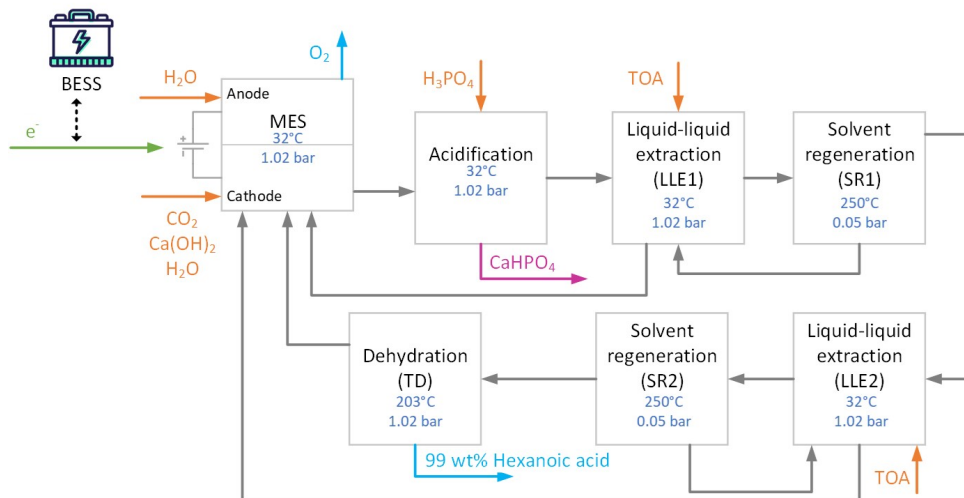 BESS
e⁻
H₂O
O₂
Anode
MES
32°C
1.02 bar
+
-
Cathode
CO₂
Ca(OH)₂
H₂O
H₃PO₄
Acidification
32°C
1.02 bar
CaHPO₄
TOA
Liquid-liquid
extraction
(LLE1)
32°C
1.02 bar
Solvent
regeneration
(SR1)
250°C
0.05 bar
Dehydration
(TD)
203°C
1.02 bar
99 wt% Hexanoic acid
Solvent
regeneration
(SR2)
250°C
0.05 bar
Liquid-liquid
extraction
(LLE2)
32°C
1.02 bar
TOA